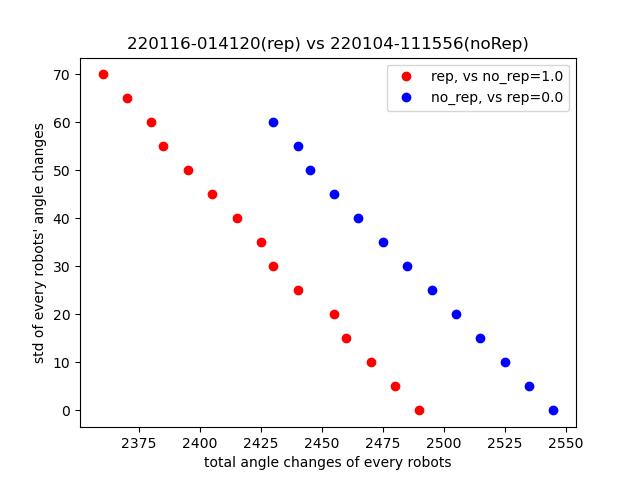 220116-014120(rep) vs 220104-111556(noRep)
rep, vs no_rep=1.0
no_rep, vs rep=0.0
std of every robots' angle changes
70
60
50
40
30
20
10
0
2375 2400 2425 2450 2475 2500 2525 2550
total angle changes of every robots